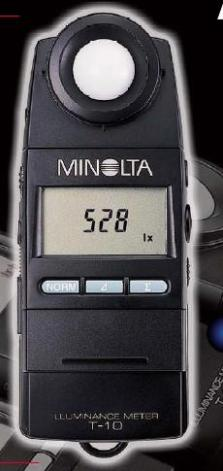 MINOLTA
528
lx
NORM Δ Σ
ILLUMINANCE METER
T-10